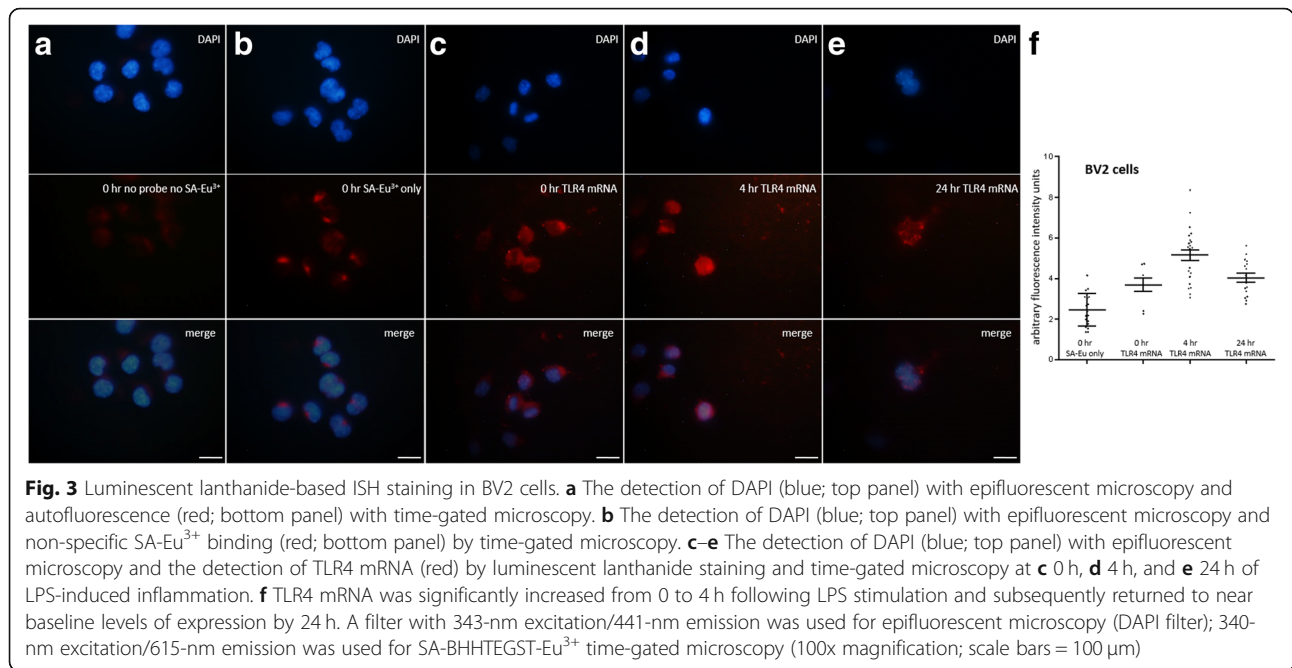 a DAPI b DAPI c DAPI d DAPI e DAPI f
0 hr no probe no SA-Eu³⁺ 0 hr SA-Eu³⁺ only 0 hr TLR4 mRNA 4 hr TLR4 mRNA 24 hr TLR4 mRNA
merge merge merge merge merge
BV2 cells
arbitrary fluorescence intensity units
10
8
6
4
2
0
0 hr SA-Eu only
0 hr TLR4 mRNA
4 hr TLR4 mRNA
24 hr TLR4 mRNA
Fig. 3 Luminescent lanthanide-based ISH staining in BV2 cells. a The detection of DAPI (blue; top panel) with epifluorescent microscopy and
autofluorescence (red; bottom panel) with time-gated microscopy. b The detection of DAPI (blue; top panel) with epifluorescent microscopy and
non-specific SA-Eu³⁺ binding (red; bottom panel) by time-gated microscopy. c–e The detection of DAPI (blue; top panel) with epifluorescent
microscopy and the detection of TLR4 mRNA (red) by luminescent lanthanide staining and time-gated microscopy at c 0 h, d 4 h, and e 24 h of
LPS-induced inflammation. f TLR4 mRNA was significantly increased from 0 to 4 h following LPS stimulation and subsequently returned to near
baseline levels of expression by 24 h. A filter with 343-nm excitation/441-nm emission was used for epifluorescent microscopy (DAPI filter); 340-
nm excitation/615-nm emission was used for SA-BHHTEGST-Eu³⁺ time-gated microscopy (100x magnification; scale bars = 100 μm)